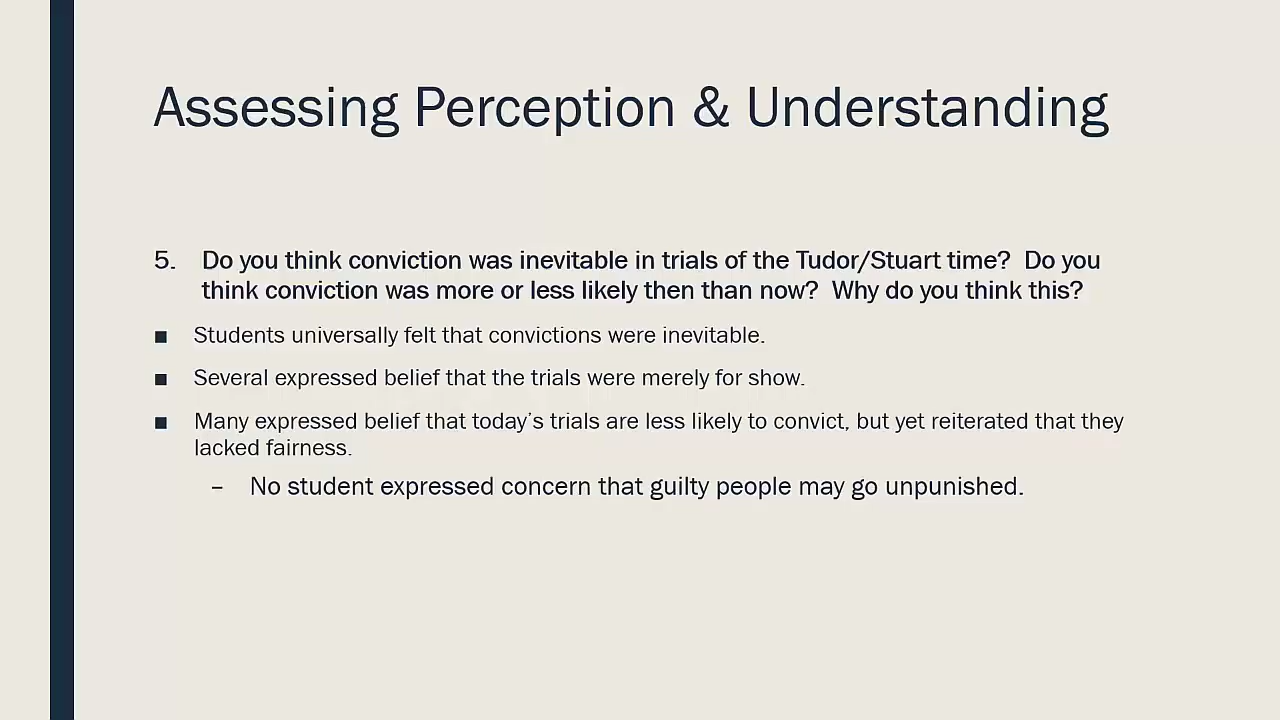 Assessing Perception & Understanding
5. Do you think conviction was inevitable in trials of the Tudor/Stuart time? Do you
think conviction was more or less likely then than now? Why do you think this?
■ Students universally felt that convictions were inevitable.
■ Several expressed belief that the trials were merely for show.
■ Many expressed belief that today’s trials are less likely to convict, but yet reiterated that they
lacked fairness.
– No student expressed concern that guilty people may go unpunished.